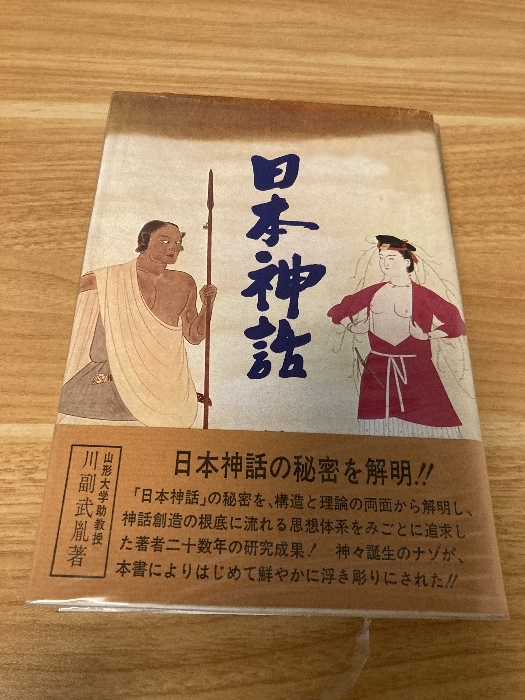 日本神話
日本神話の秘密を解明!!
「日本神話」の秘密を、構造と理論の両面から解明し、
神話創造の根底に流れる思想体系をみごとに追求し
た著者二十数年の研究成果！ 神々誕生のナゾが、
本書によりはじめて鮮やかに浮き彫りにされた!!
山形大学助教授
川副武胤著